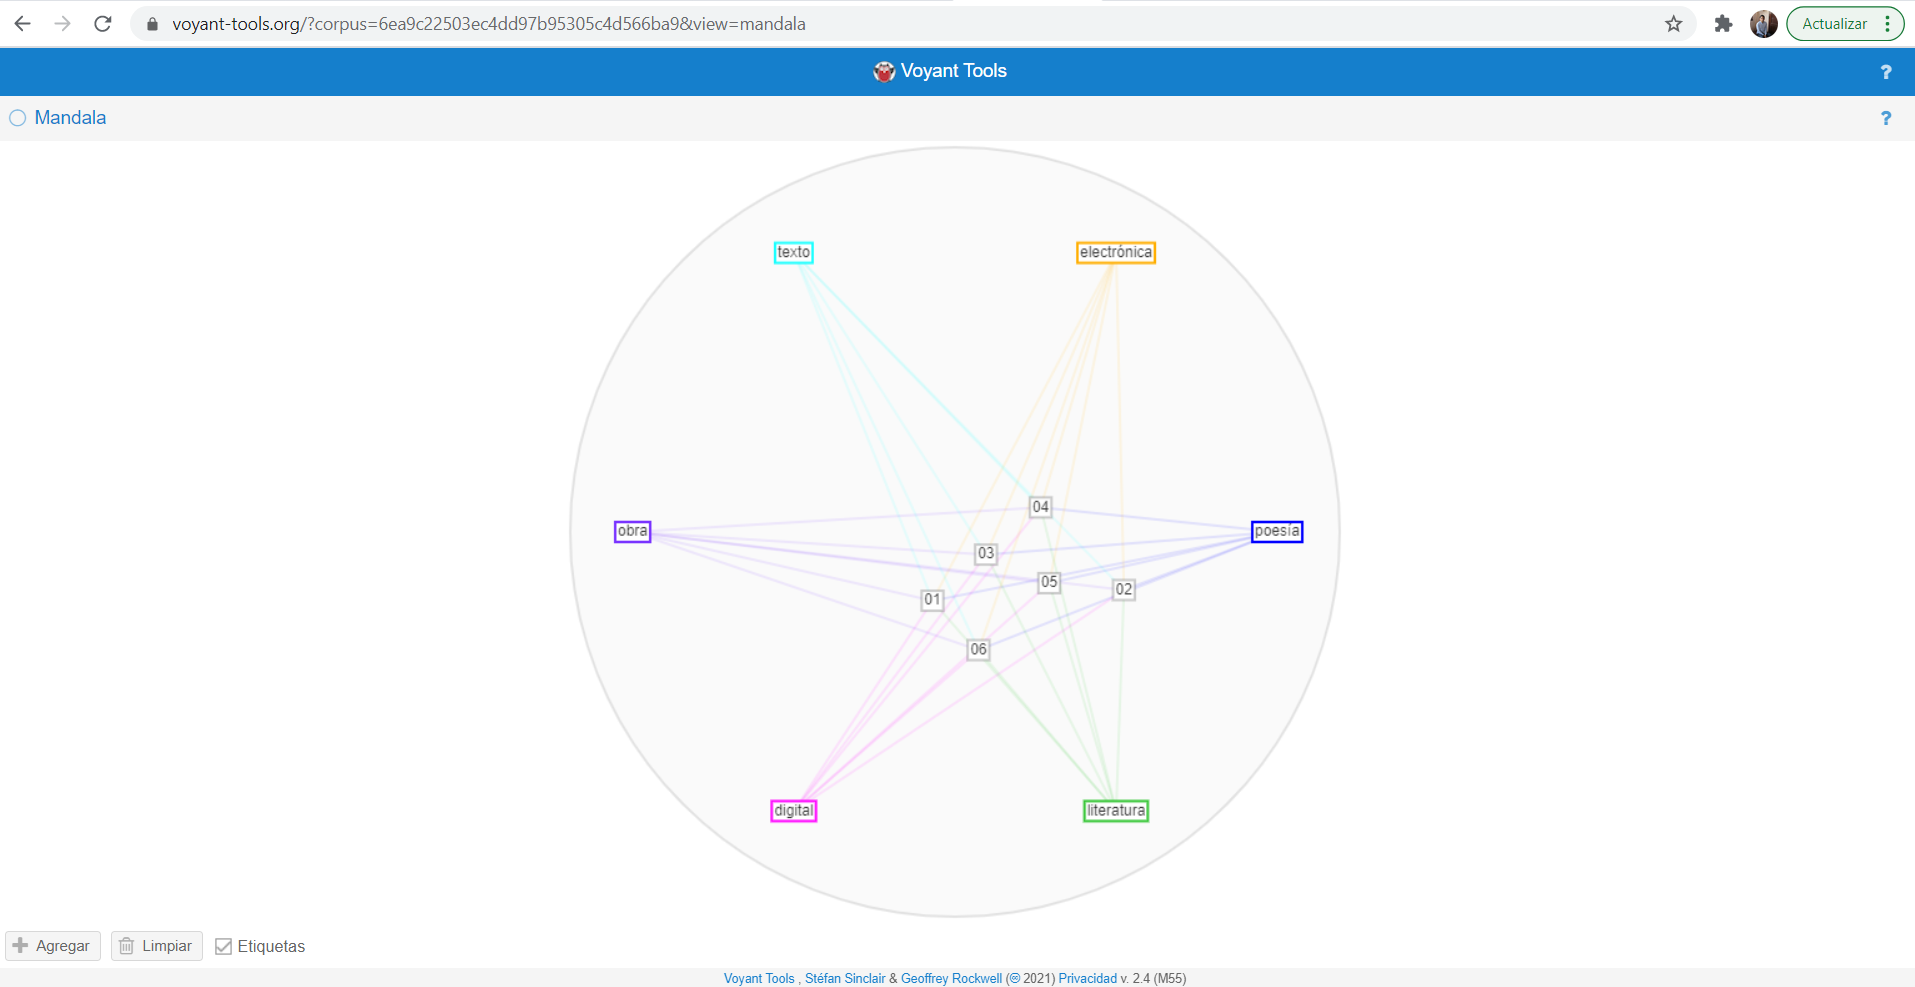 voyant-tools.org/?corpus=6ea9c22503ec4dd97b95305c4d566ba9&view=mandala
Actualizar
Voyant Tools
?
Mandala
?
texto
electrónica
04
obra
poesía
03
05
02
01
06
digital
literatura
Agregar
Limpiar
Etiquetas
Voyant Tools , Stéfan Sinclair & Geoffrey Rockwell (🄯 2021) Privacidad v. 2.4 (M55)